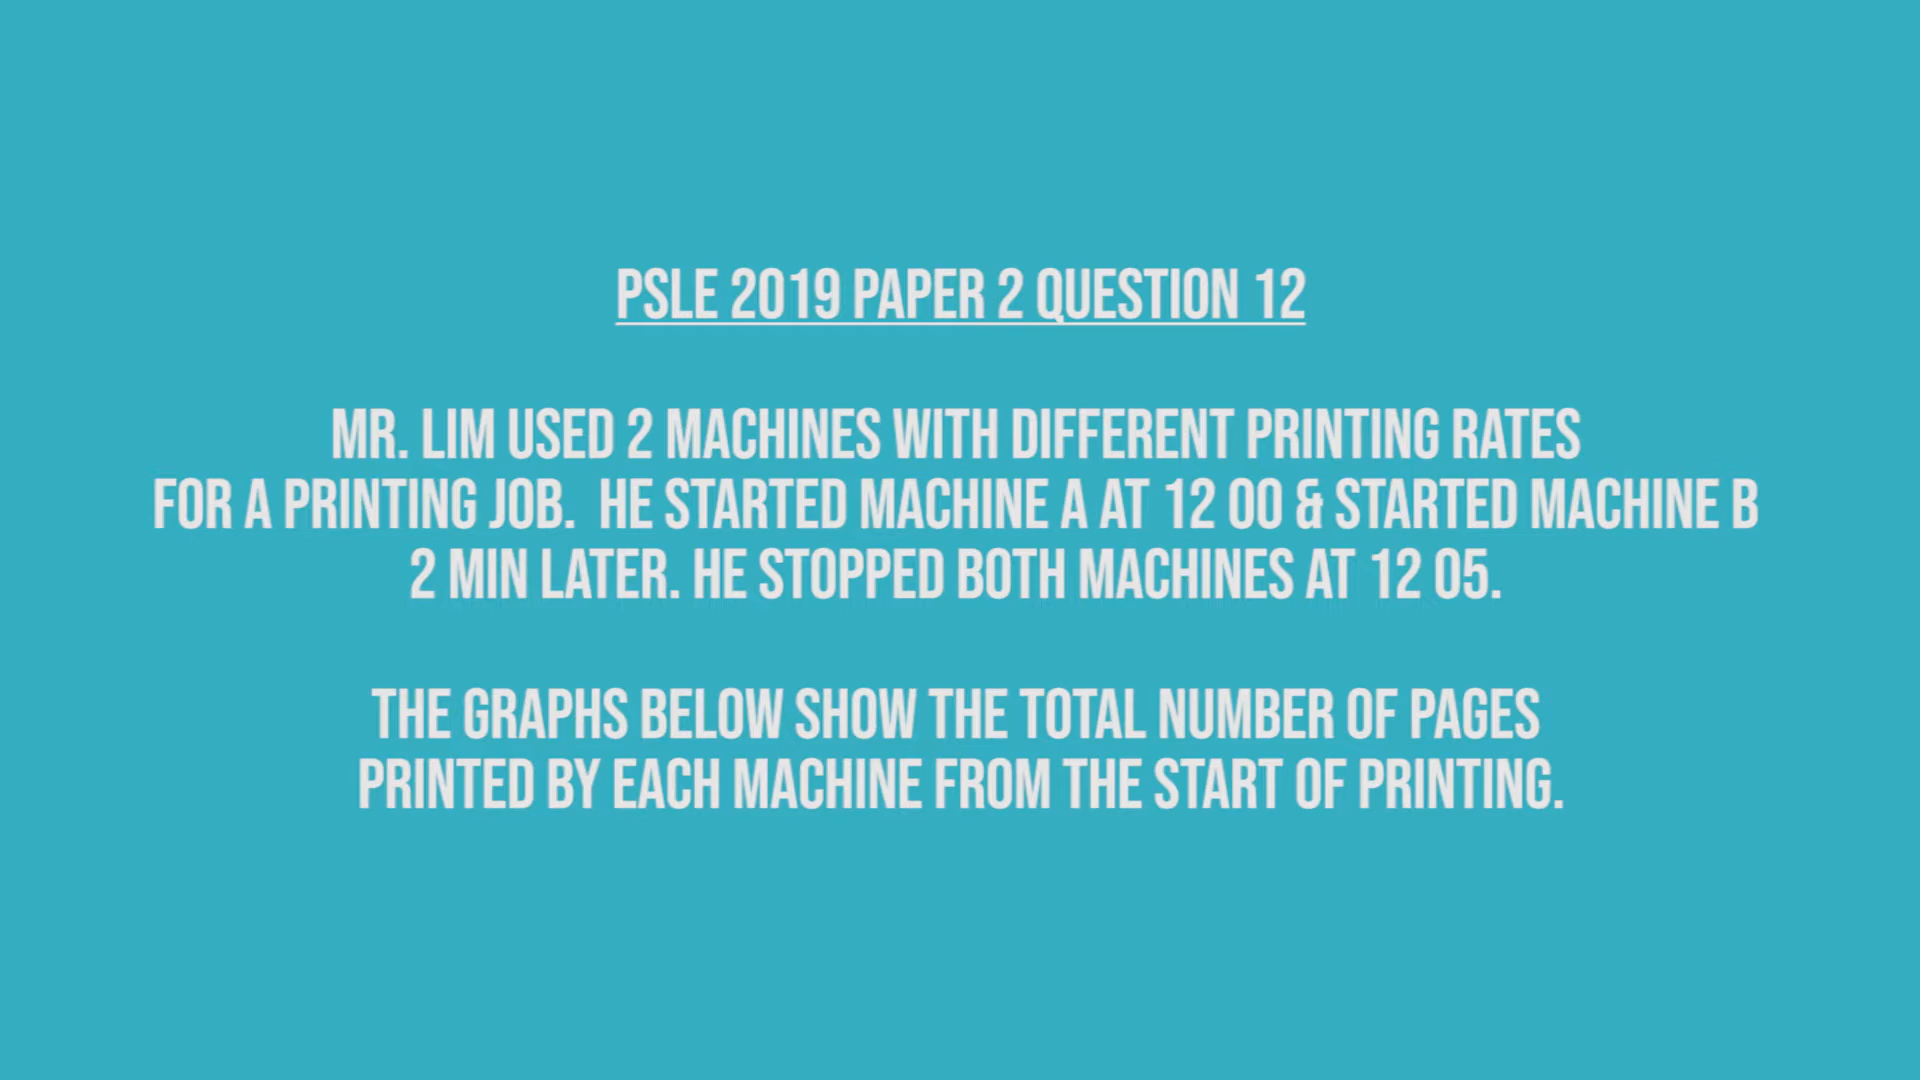 PSLE 2019 PAPER 2 QUESTION 12
MR. LIM USED 2 MACHINES WITH DIFFERENT PRINTING RATES
FOR A PRINTING JOB. HE STARTED MACHINE A AT 12 00 & STARTED MACHINE B
2 MIN LATER. HE STOPPED BOTH MACHINES AT 12 05.
THE GRAPHS BELOW SHOW THE TOTAL NUMBER OF PAGES
PRINTED BY EACH MACHINE FROM THE START OF PRINTING.